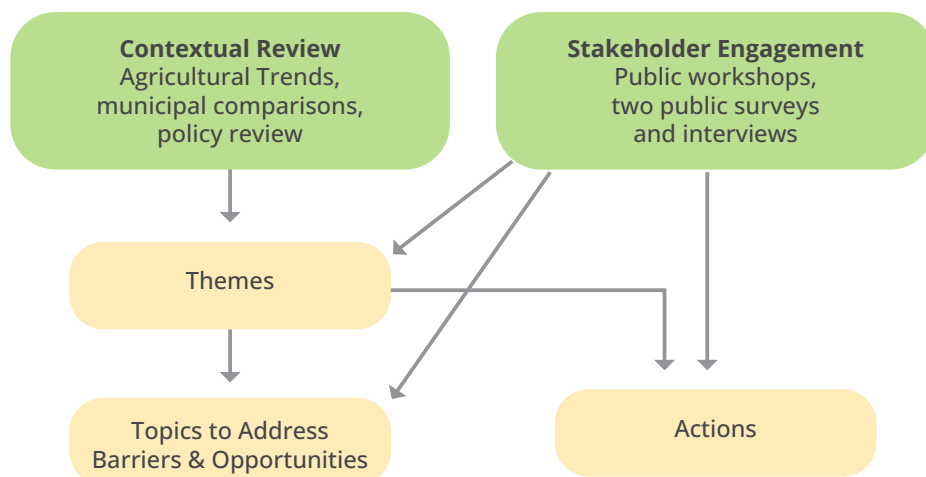 Contextual Review
Agricultural Trends,
municipal comparisons,
policy review
Stakeholder Engagement
Public workshops,
two public surveys
and interviews
Themes
Topics to Address
Barriers & Opportunities
Actions